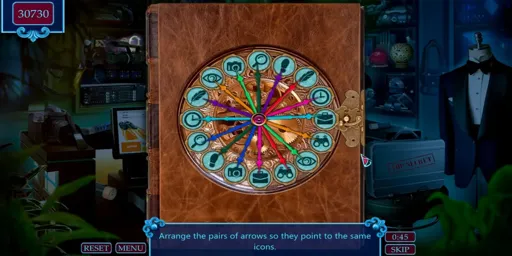 30730
Arrange the pairs of arrows so they point to the same
icons.
RESET
MENU
0:45
SKIP